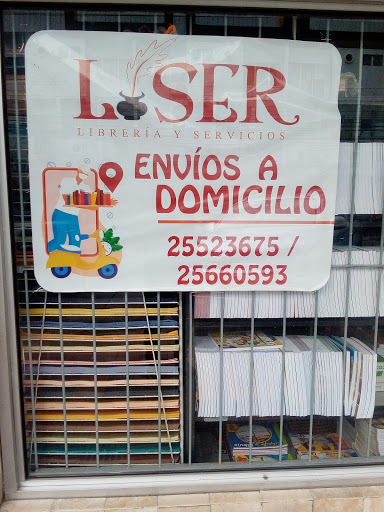 LISER
LIBRERÍA Y SERVICIOS
ENVÍOS A
DOMICILIO
25523675 /
25660593